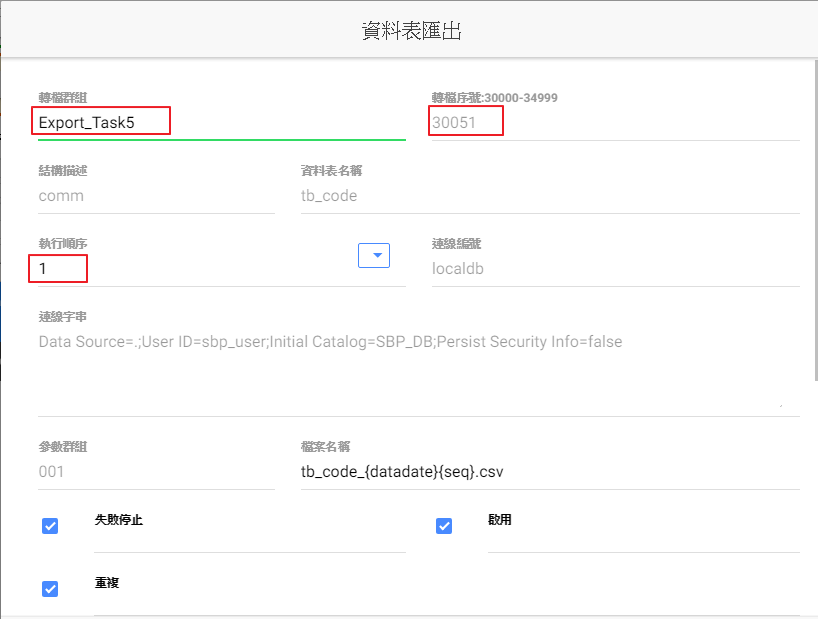 資料表匯出
轉檔群組
轉檔序號:30000-34999
Export_Task5
30051
結構描述
資料表名稱
comm
tb_code
執行順序
連線編號
1
localdb
連線字串
Data Source=.;User ID=sbp_user;Initial Catalog=SBP_DB;Persist Security Info=false
參數群組
檔案名稱
001
tb_code_{datadate}{seq}.csv
失敗停止
啟用
重複